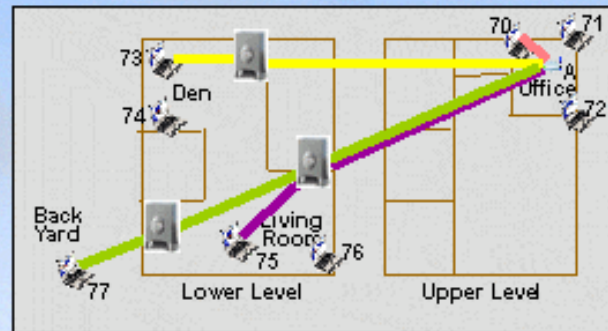 70
71
73
A
Den
Office
74
72
Back
Yard
Living
Room
75
76
77
Lower Level
Upper Level